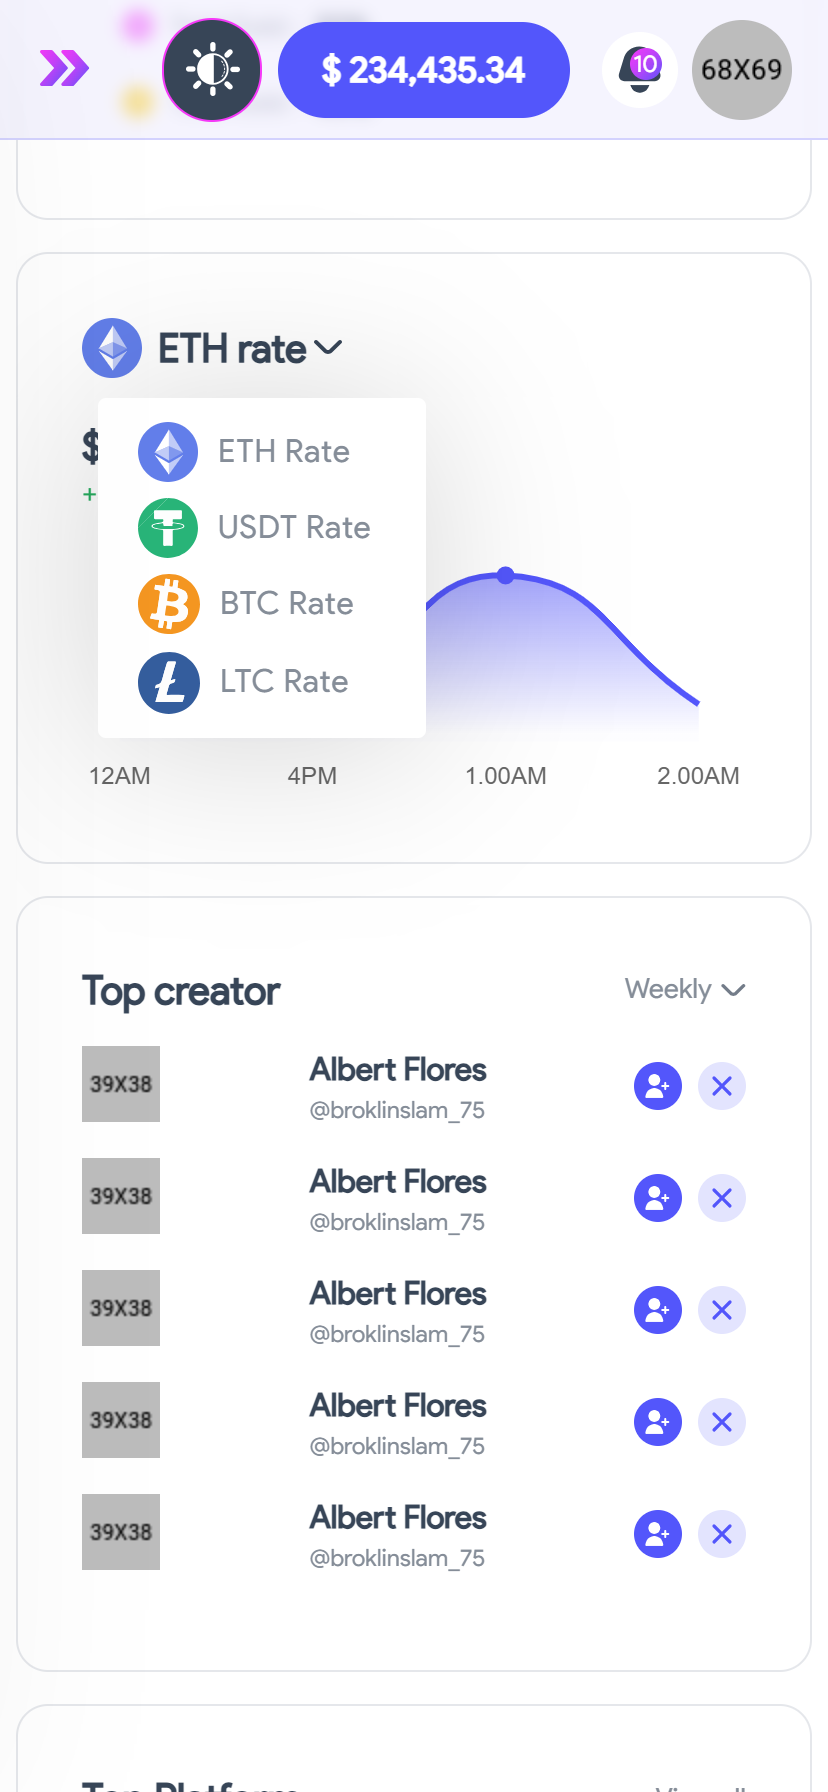 $ 234,435.34
10
68X69
ETH rate
$
+
ETH Rate
USDT Rate
BTC Rate
LTC Rate
12AM 4PM 1.00AM 2.00AM
Top creator Weekly
39X38
Albert Flores
@broklinslam_75
39X38
Albert Flores
@broklinslam_75
39X38
Albert Flores
@broklinslam_75
39X38
Albert Flores
@broklinslam_75
39X38
Albert Flores
@broklinslam_75
Top Platform